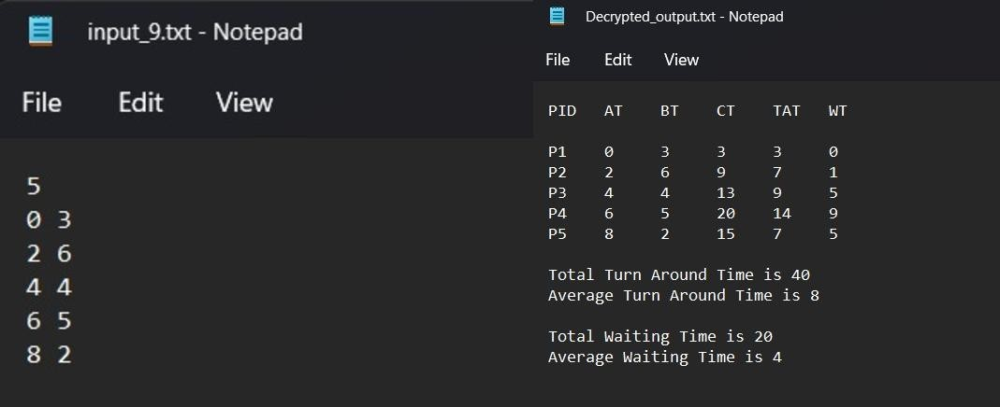 input_9.txt - Notepad
File Edit View
5
0 3
2 6
4 4
6 5
8 2
Decrypted_output.txt - Notepad
File Edit View
PID AT BT CT TAT WT
P1 0 3 3 3 0
P2 2 6 9 7 1
P3 4 4 13 9 5
P4 6 5 20 14 9
P5 8 2 15 7 5
Total Turn Around Time is 40
Average Turn Around Time is 8
Total Waiting Time is 20
Average Waiting Time is 4